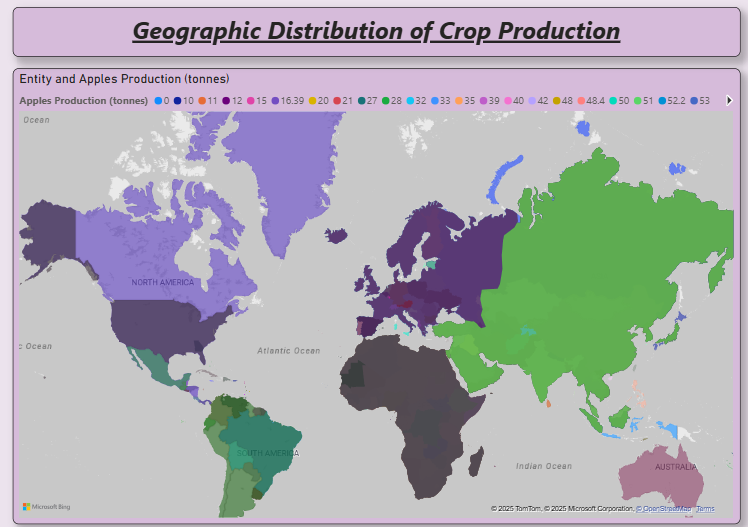 Geographic Distribution of Crop Production
Entity and Apples Production (tonnes)
Apples Production (tonnes) 0 10 11 12 15 16.39 20 21 27 28 32 33 35 39 40 42 48 48.4 50 51 52.2 53
Ocean
NORTH AMERICA
c Ocean
Atlantic Ocean
SOUTH AMERICA
Indian Ocean
AUSTRALIA
Microsoft Bing
© 2025 TomTom, © 2025 Microsoft Corporation, © OpenStreetMap Terms